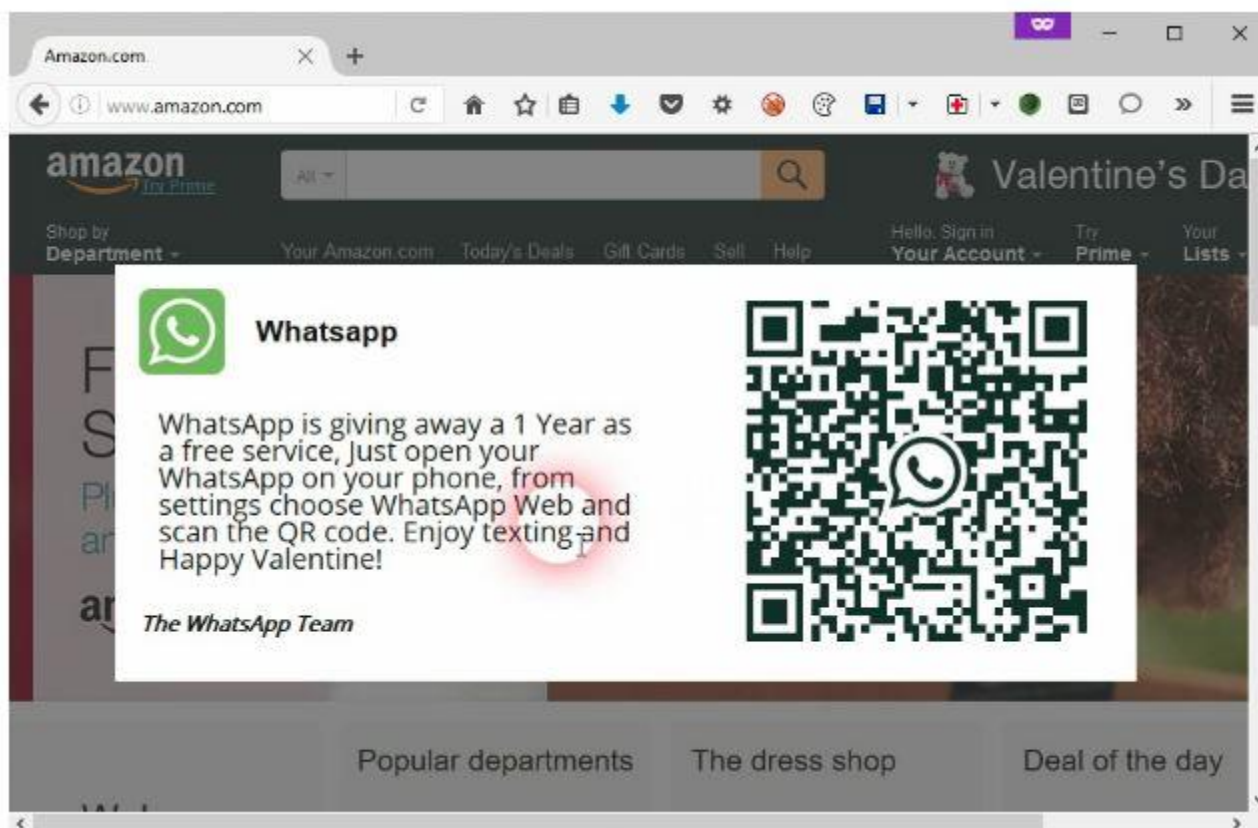 Amazon.com
www.amazon.com
amazon
Try Prime
All
Valentine's Da
Shop by
Department
Your Amazon.com Today's Deals Gift Cards Sell Help
Hello. Sign in
Your Account
Try
Prime
Your
Lists
F
S
Pl
an
Whatsapp
WhatsApp is giving away a 1 Year as
a free service, Just open your
WhatsApp on your phone, from
settings choose WhatsApp Web and
scan the QR code. Enjoy texting and
Happy Valentine!
The WhatsApp Team
Popular departments
The dress shop
Deal of the day